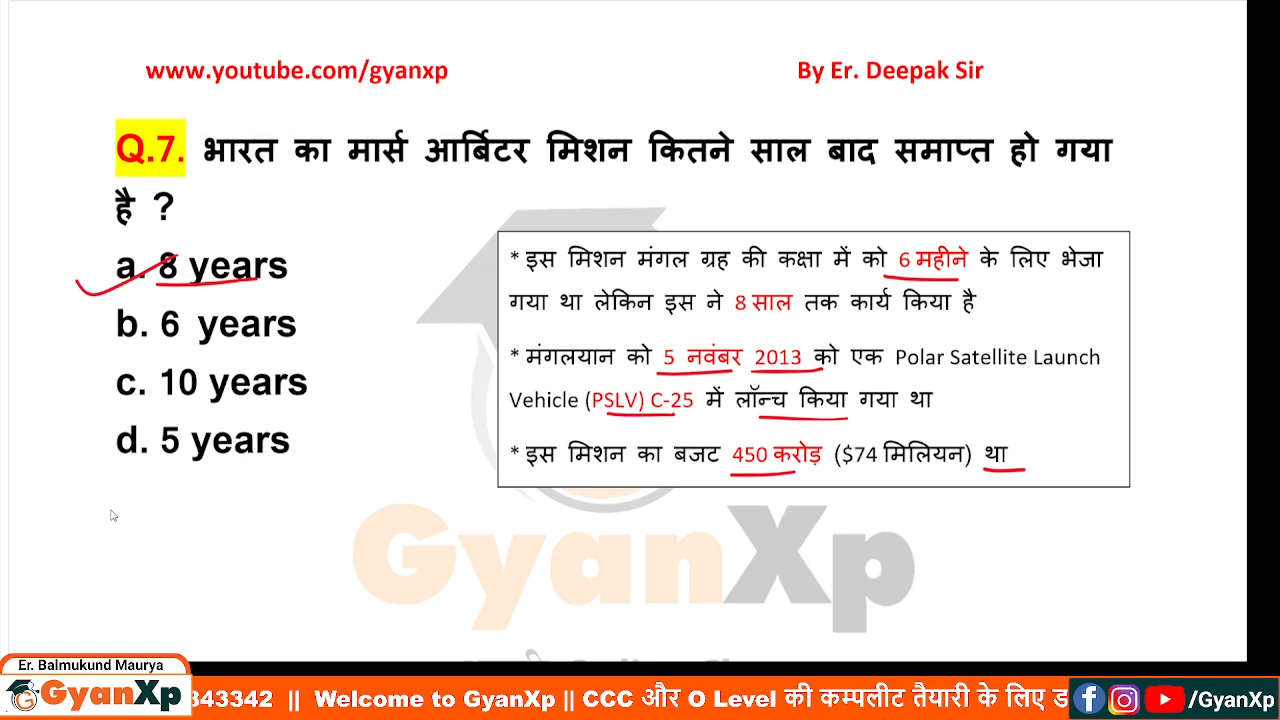 www.youtube.com/gyanxp
By Er. Deepak Sir
Q.7. भारत का मार्स आर्बिटर मिशन कितने साल बाद समाप्त हो गया
है ?
a. 8 years
b. 6 years
c. 10 years
d. 5 years
* इस मिशन मंगल ग्रह की कक्षा में को 6 महीने के लिए भेजा
गया था लेकिन इस ने 8 साल तक कार्य किया है
* मंगलयान को 5 नवंबर 2013 को एक Polar Satellite Launch
Vehicle (PSLV) C-25 में लॉन्च किया गया था
* इस मिशन का बजट 450 करोड़ ($74 मिलियन) था
GyanXp
Er. Balmukund Maurya
GyanXp
343342 || Welcome to GyanXp || CCC और O Level की कम्पलीट तैयारी के लिए
/GyanXp